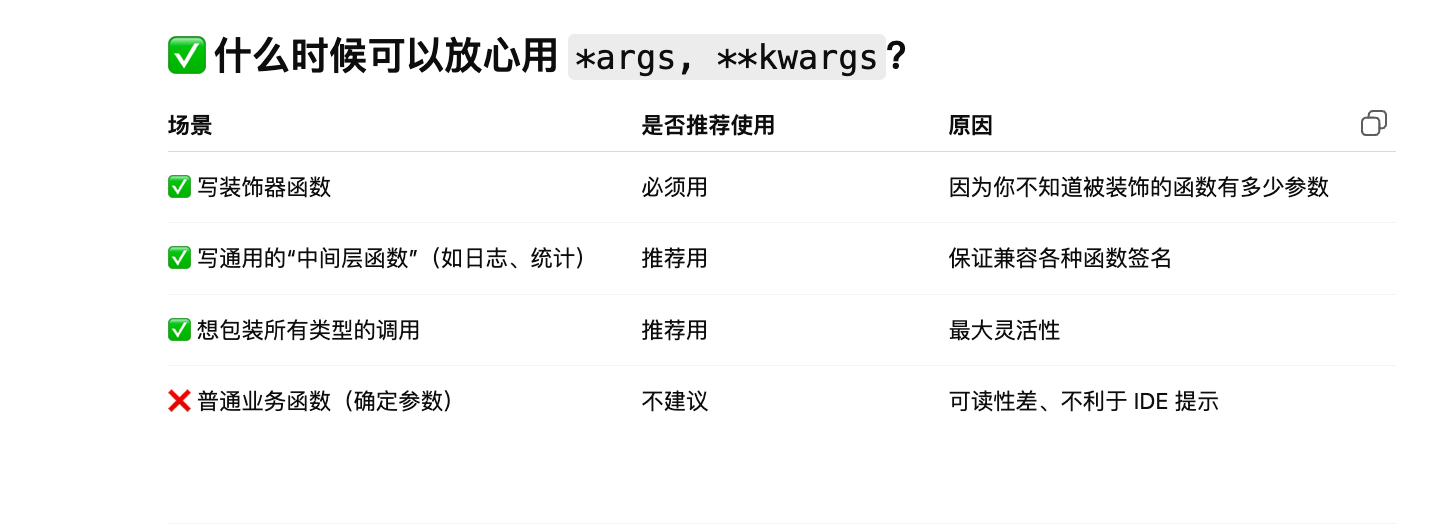 ✅ 什么时候可以放心用 *args, **kwargs?
场景 是否推荐使用 原因
✅ 写装饰器函数 必须用 因为你不知道被装饰的函数有多少参数
✅ 写通用的“中间层函数”（如日志、统计） 推荐用 保证兼容各种函数签名
✅ 想包装所有类型的调用 推荐用 最大灵活性
❌ 普通业务函数（确定参数） 不建议 可读性差、不利于 IDE 提示